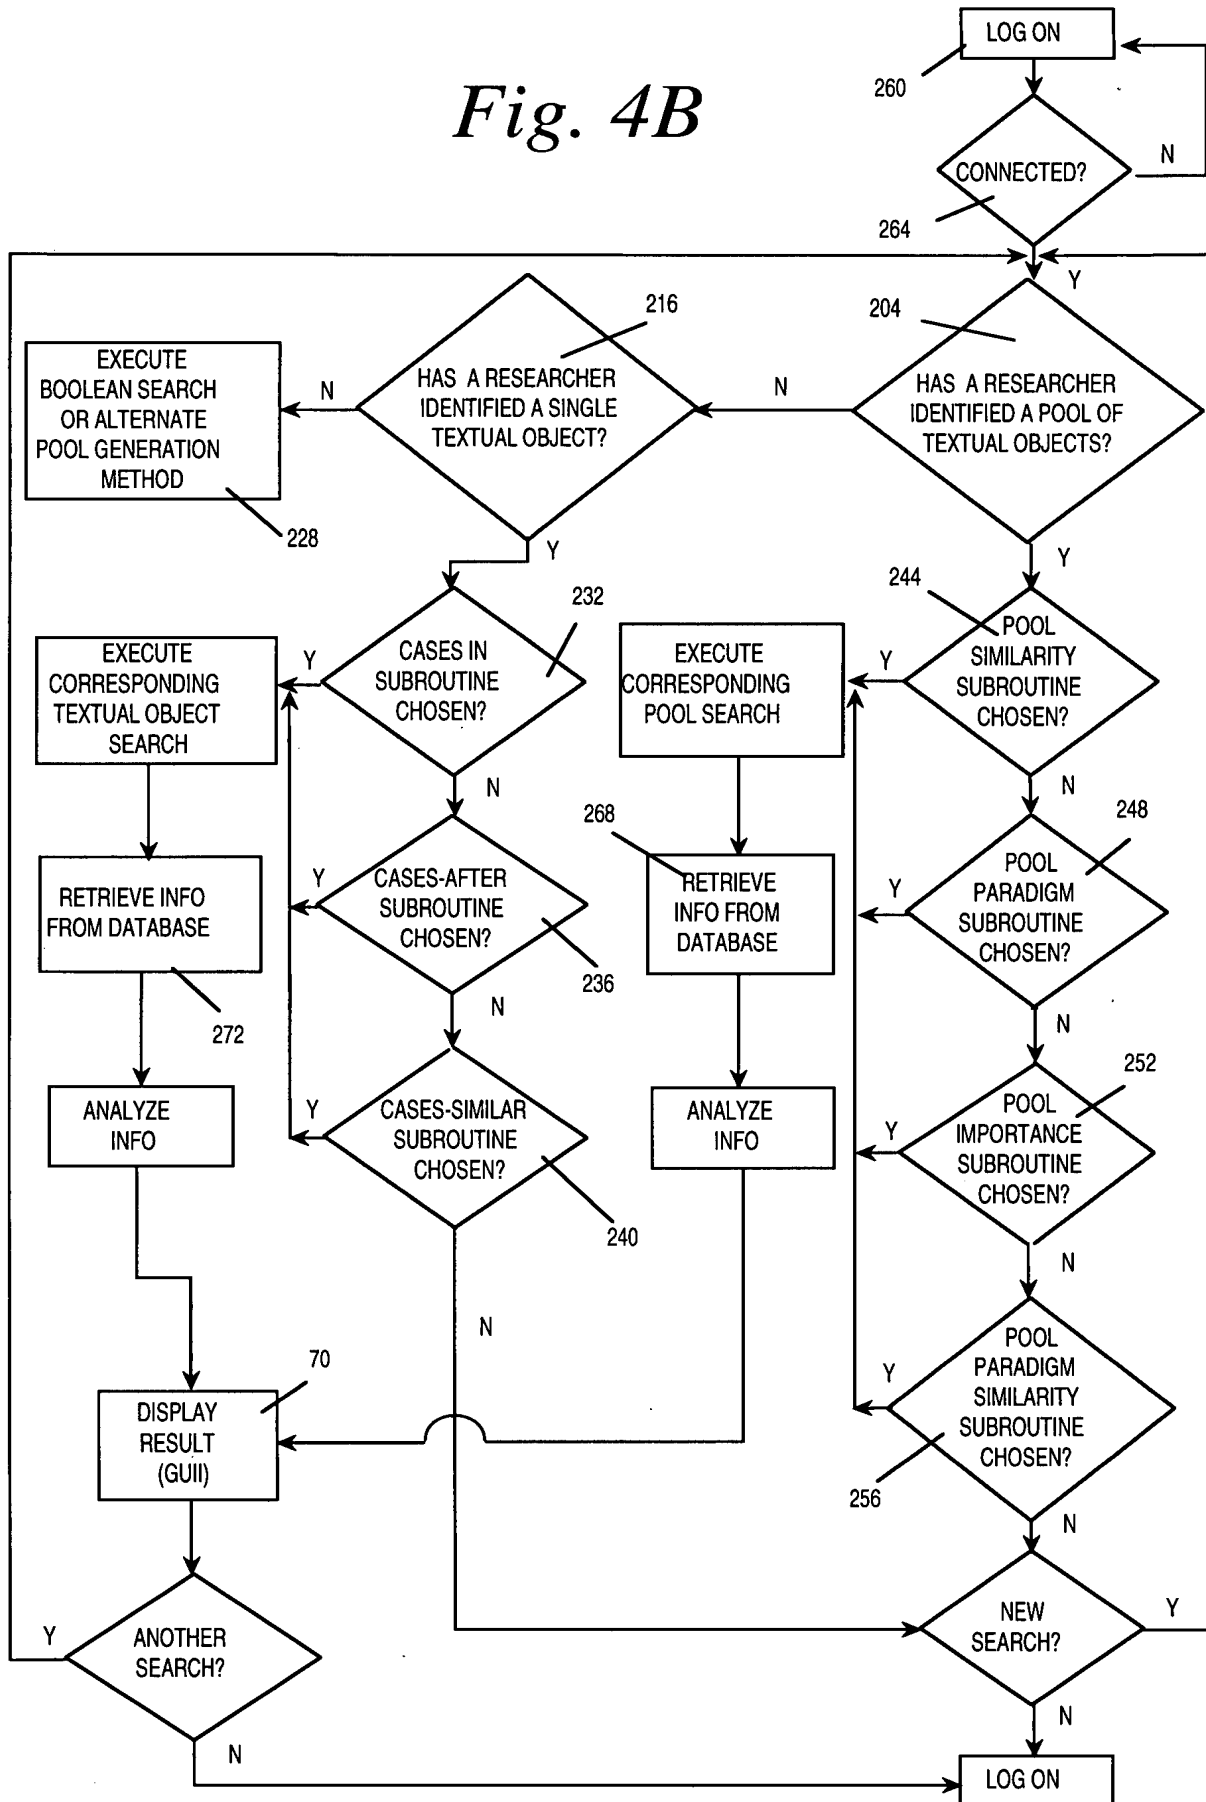 LOG ON
260
Fig. 4B
CONNECTED?
N
264
Y
216
204
EXECUTE
BOOLEAN SEARCH
OR ALTERNATE
POOL GENERATION
METHOD
228
N
HAS A RESEARCHER
IDENTIFIED A SINGLE
TEXTUAL OBJECT?
N
HAS A RESEARCHER
IDENTIFIED A POOL OF
TEXTUAL OBJECTS?
Y
Y
232
244
EXECUTE
CORRESPONDING
TEXTUAL OBJECT
SEARCH
Y
CASES IN
SUBROUTINE
CHOSEN?
N
EXECUTE
CORRESPONDING
POOL SEARCH
Y
POOL
SIMILARITY
SUBROUTINE
CHOSEN?
N
268
248
RETRIEVE INFO
FROM DATABASE
272
Y
CASES-AFTER
SUBROUTINE
CHOSEN?
236
N
RETRIEVE
INFO FROM
DATABASE
Y
POOL
PARADIGM
SUBROUTINE
CHOSEN?
N
252
ANALYZE
INFO
Y
CASES-SIMILAR
SUBROUTINE
CHOSEN?
240
N
ANALYZE
INFO
Y
POOL
IMPORTANCE
SUBROUTINE
CHOSEN?
N
70
DISPLAY
RESULT
(GUII)
Y
POOL
PARADIGM
SIMILARITY
SUBROUTINE
CHOSEN?
256
N
Y
ANOTHER
SEARCH?
N
NEW
SEARCH?
Y
N
LOG ON